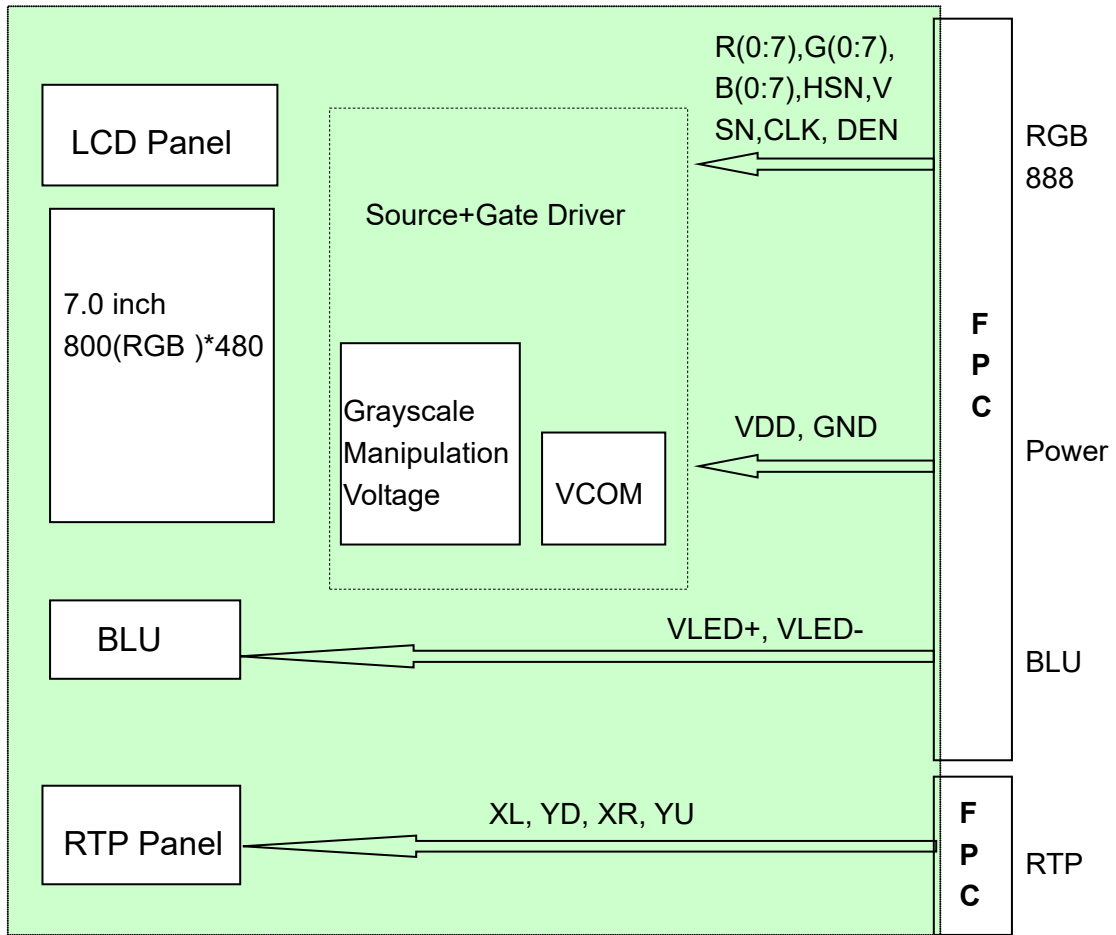 R(0:7),G(0:7),
B(0:7),HSN,V
SN,CLK, DEN
RGB
888
LCD Panel
Source+Gate Driver
7.0 inch
800(RGB )*480
F
P
C
Grayscale
Manipulation
Voltage
VCOM
VDD, GND
Power
BLU
VLED+, VLED-
BLU
RTP Panel
XL, YD, XR, YU
F
P
C
RTP